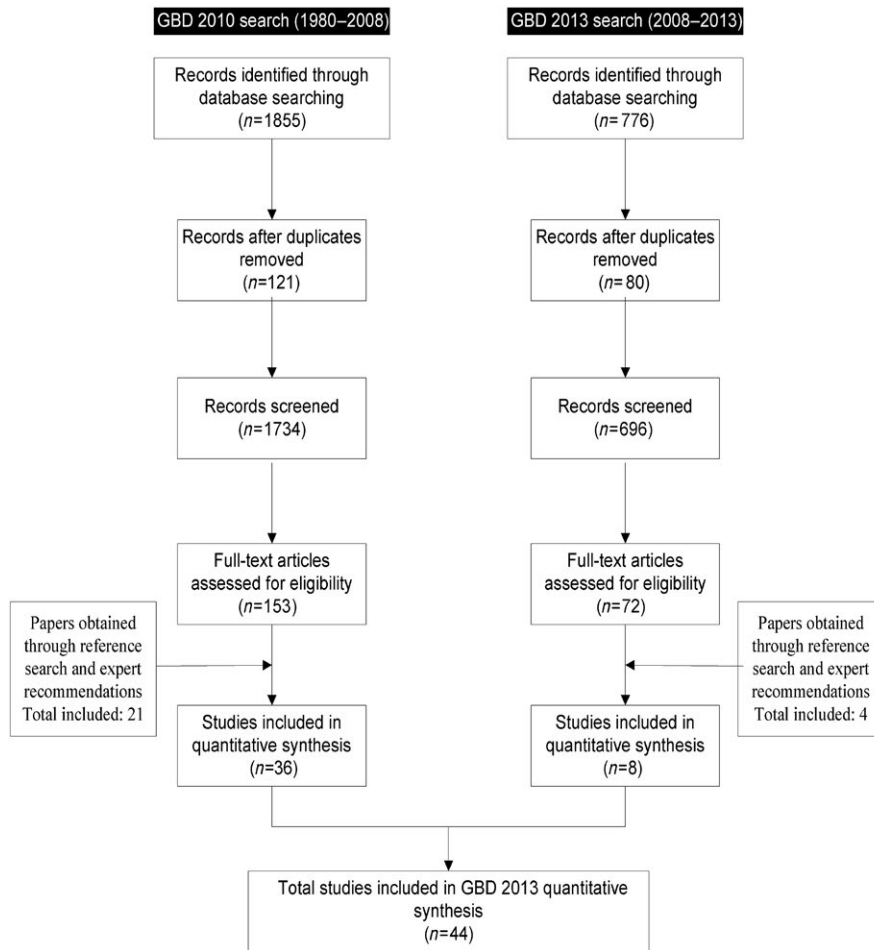 GBD 2010 search (1980–2008)
Records identified through
database searching
(n=1855)
Records after duplicates
removed
(n=121)
Records screened
(n=1734)
Full-text articles
assessed for eligibility
(n=153)
Papers obtained
through reference
search and expert
recommendations
Total included: 21
Studies included in
quantitative synthesis
(n=36)
GBD 2013 search (2008–2013)
Records identified through
database searching
(n=776)
Records after duplicates
removed
(n=80)
Records screened
(n=696)
Full-text articles
assessed for eligibility
(n=72)
Papers obtained
through reference
search and expert
recommendations
Total included: 4
Studies included in
quantitative synthesis
(n=8)
Total studies included in GBD 2013 quantitative
synthesis
(n=44)